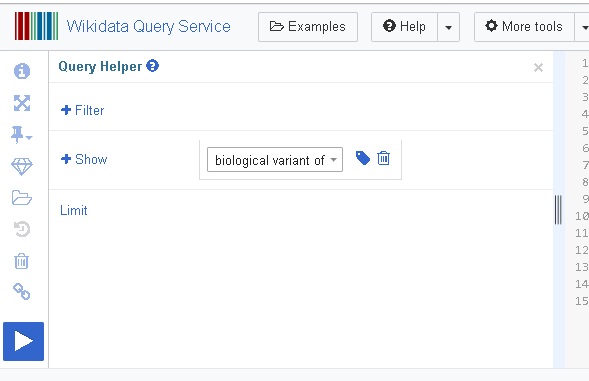 Wikidata Query Service
Examples
Help
More tools
Query Helper
Filter
Show
biological variant of
Limit
1
2
3
4
5
6
7
8
9
10
11
12
13
14
15